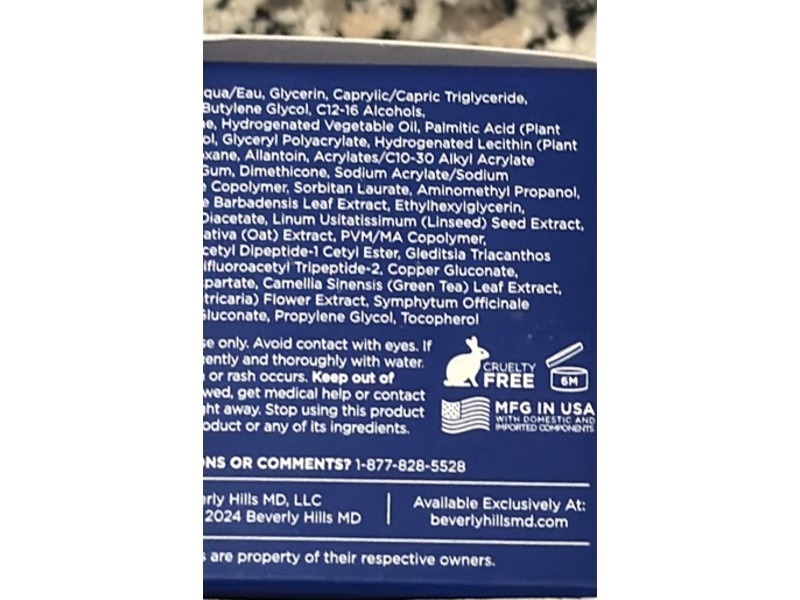 qua/Eau, Glycerin, Caprylic/Capric Triglyceride,
Butylene Glycol, C12-16 Alcohols,
e, Hydrogenated Vegetable Oil, Palmitic Acid (Plant
ol, Glyceryl Polyacrylate, Hydrogenated Lecithin (Plant
xane, Allantoin, Acrylates/C10-30 Alkyl Acrylate
Gum, Dimethicone, Sodium Acrylate/Sodium
e Copolymer, Sorbitan Laurate, Aminomethyl Propanol,
e Barbadensis Leaf Extract, Ethylhexylglycerin,
Diacetate, Linum Usitatissimum (Linseed) Seed Extract,
ativa (Oat) Extract, PVM/MA Copolymer,
cetyl Dipeptide-1 Cetyl Ester, Gleditsia Triacanthos
ifluoroacetyl Tripeptide-2, Copper Gluconate,
partate, Camellia Sinensis (Green Tea) Leaf Extract,
tricaria) Flower Extract, Symphytum Officinale
Gluconate, Propylene Glycol, Tocopherol
se only. Avoid contact with eyes. If
ently and thoroughly with water.
or rash occurs. Keep out of
wed, get medical help or contact
ht away. Stop using this product
oduct or any of its ingredients.
CRUELTY
FREE
6M
MFG IN USA
WITH DOMESTIC AND
IMPORTED COMPONENTS
NS OR COMMENTS? 1-877-828-5528
erly Hills MD, LLC
2024 Beverly Hills MD
Available Exclusively At:
beverlyhillsmd.com
s are property of their respective owners.